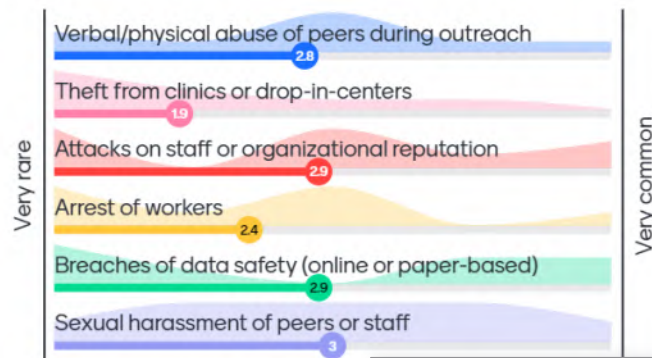 Very rare
Verbal/physical abuse of peers during outreach
2.8
Theft from clinics or drop-in-centers
1.9
Attacks on staff or organizational reputation
2.9
Arrest of workers
2.4
Breaches of data safety (online or paper-based)
2.9
Sexual harassment of peers or staff
3
Very common